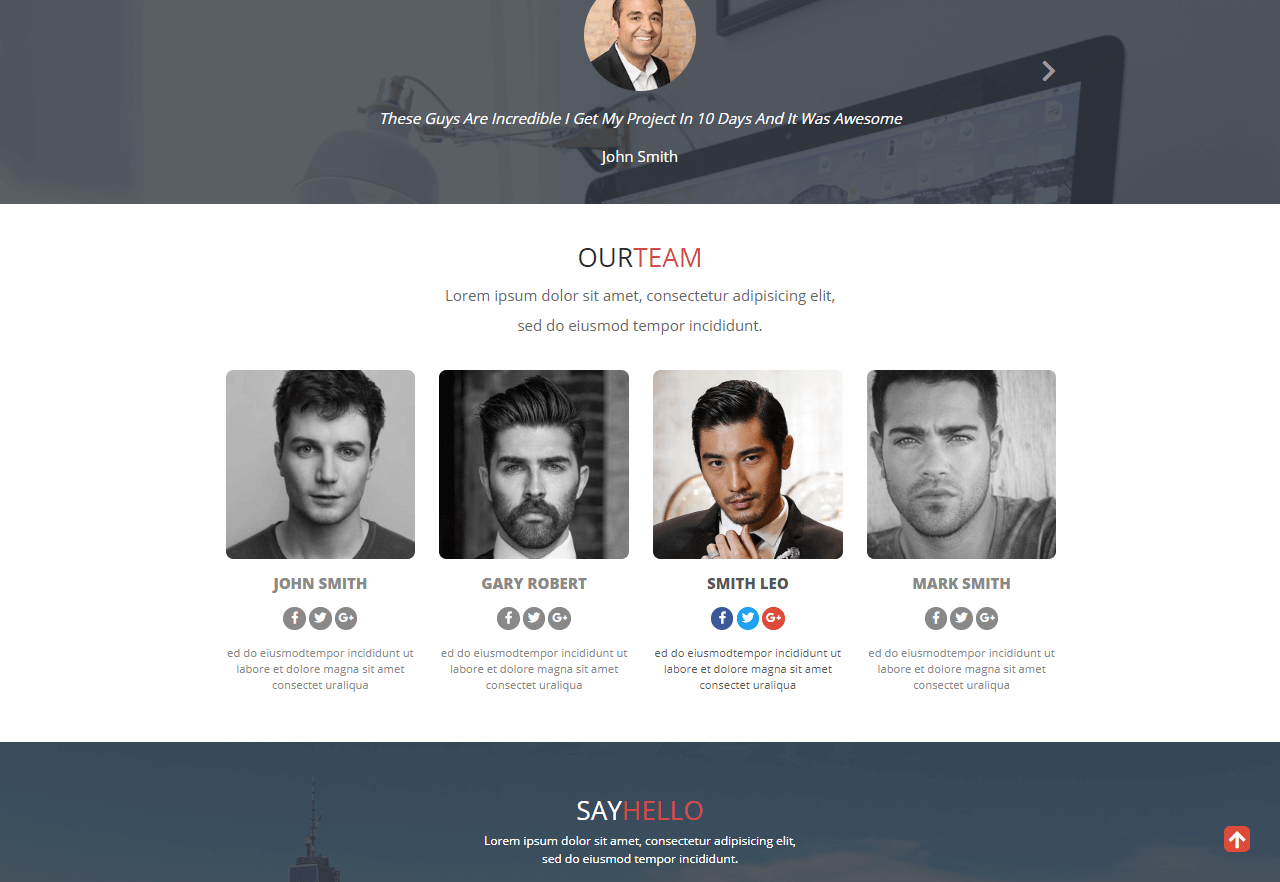 These Guys Are Incredible I Get My Project In 10 Days And It Was Awesome
John Smith
OURTEAM
Lorem ipsum dolor sit amet, consectetur adipisicing elit,
sed do eiusmod tempor incididunt.
JOHN SMITH
ed do eiusmodtempor incididunt ut
labore et dolore magna sit amet
consectet uraliqua
GARY ROBERT
ed do eiusmodtempor incididunt ut
labore et dolore magna sit amet
consectet uraliqua
SMITH LEO
ed do eiusmodtempor incididunt ut
labore et dolore magna sit amet
consectet uraliqua
MARK SMITH
ed do eiusmodtempor incididunt ut
labore et dolore magna sit amet
consectet uraliqua
SAYHELLO
Lorem ipsum dolor sit amet, consectetur adipisicing elit,
sed do eiusmod tempor incididunt.